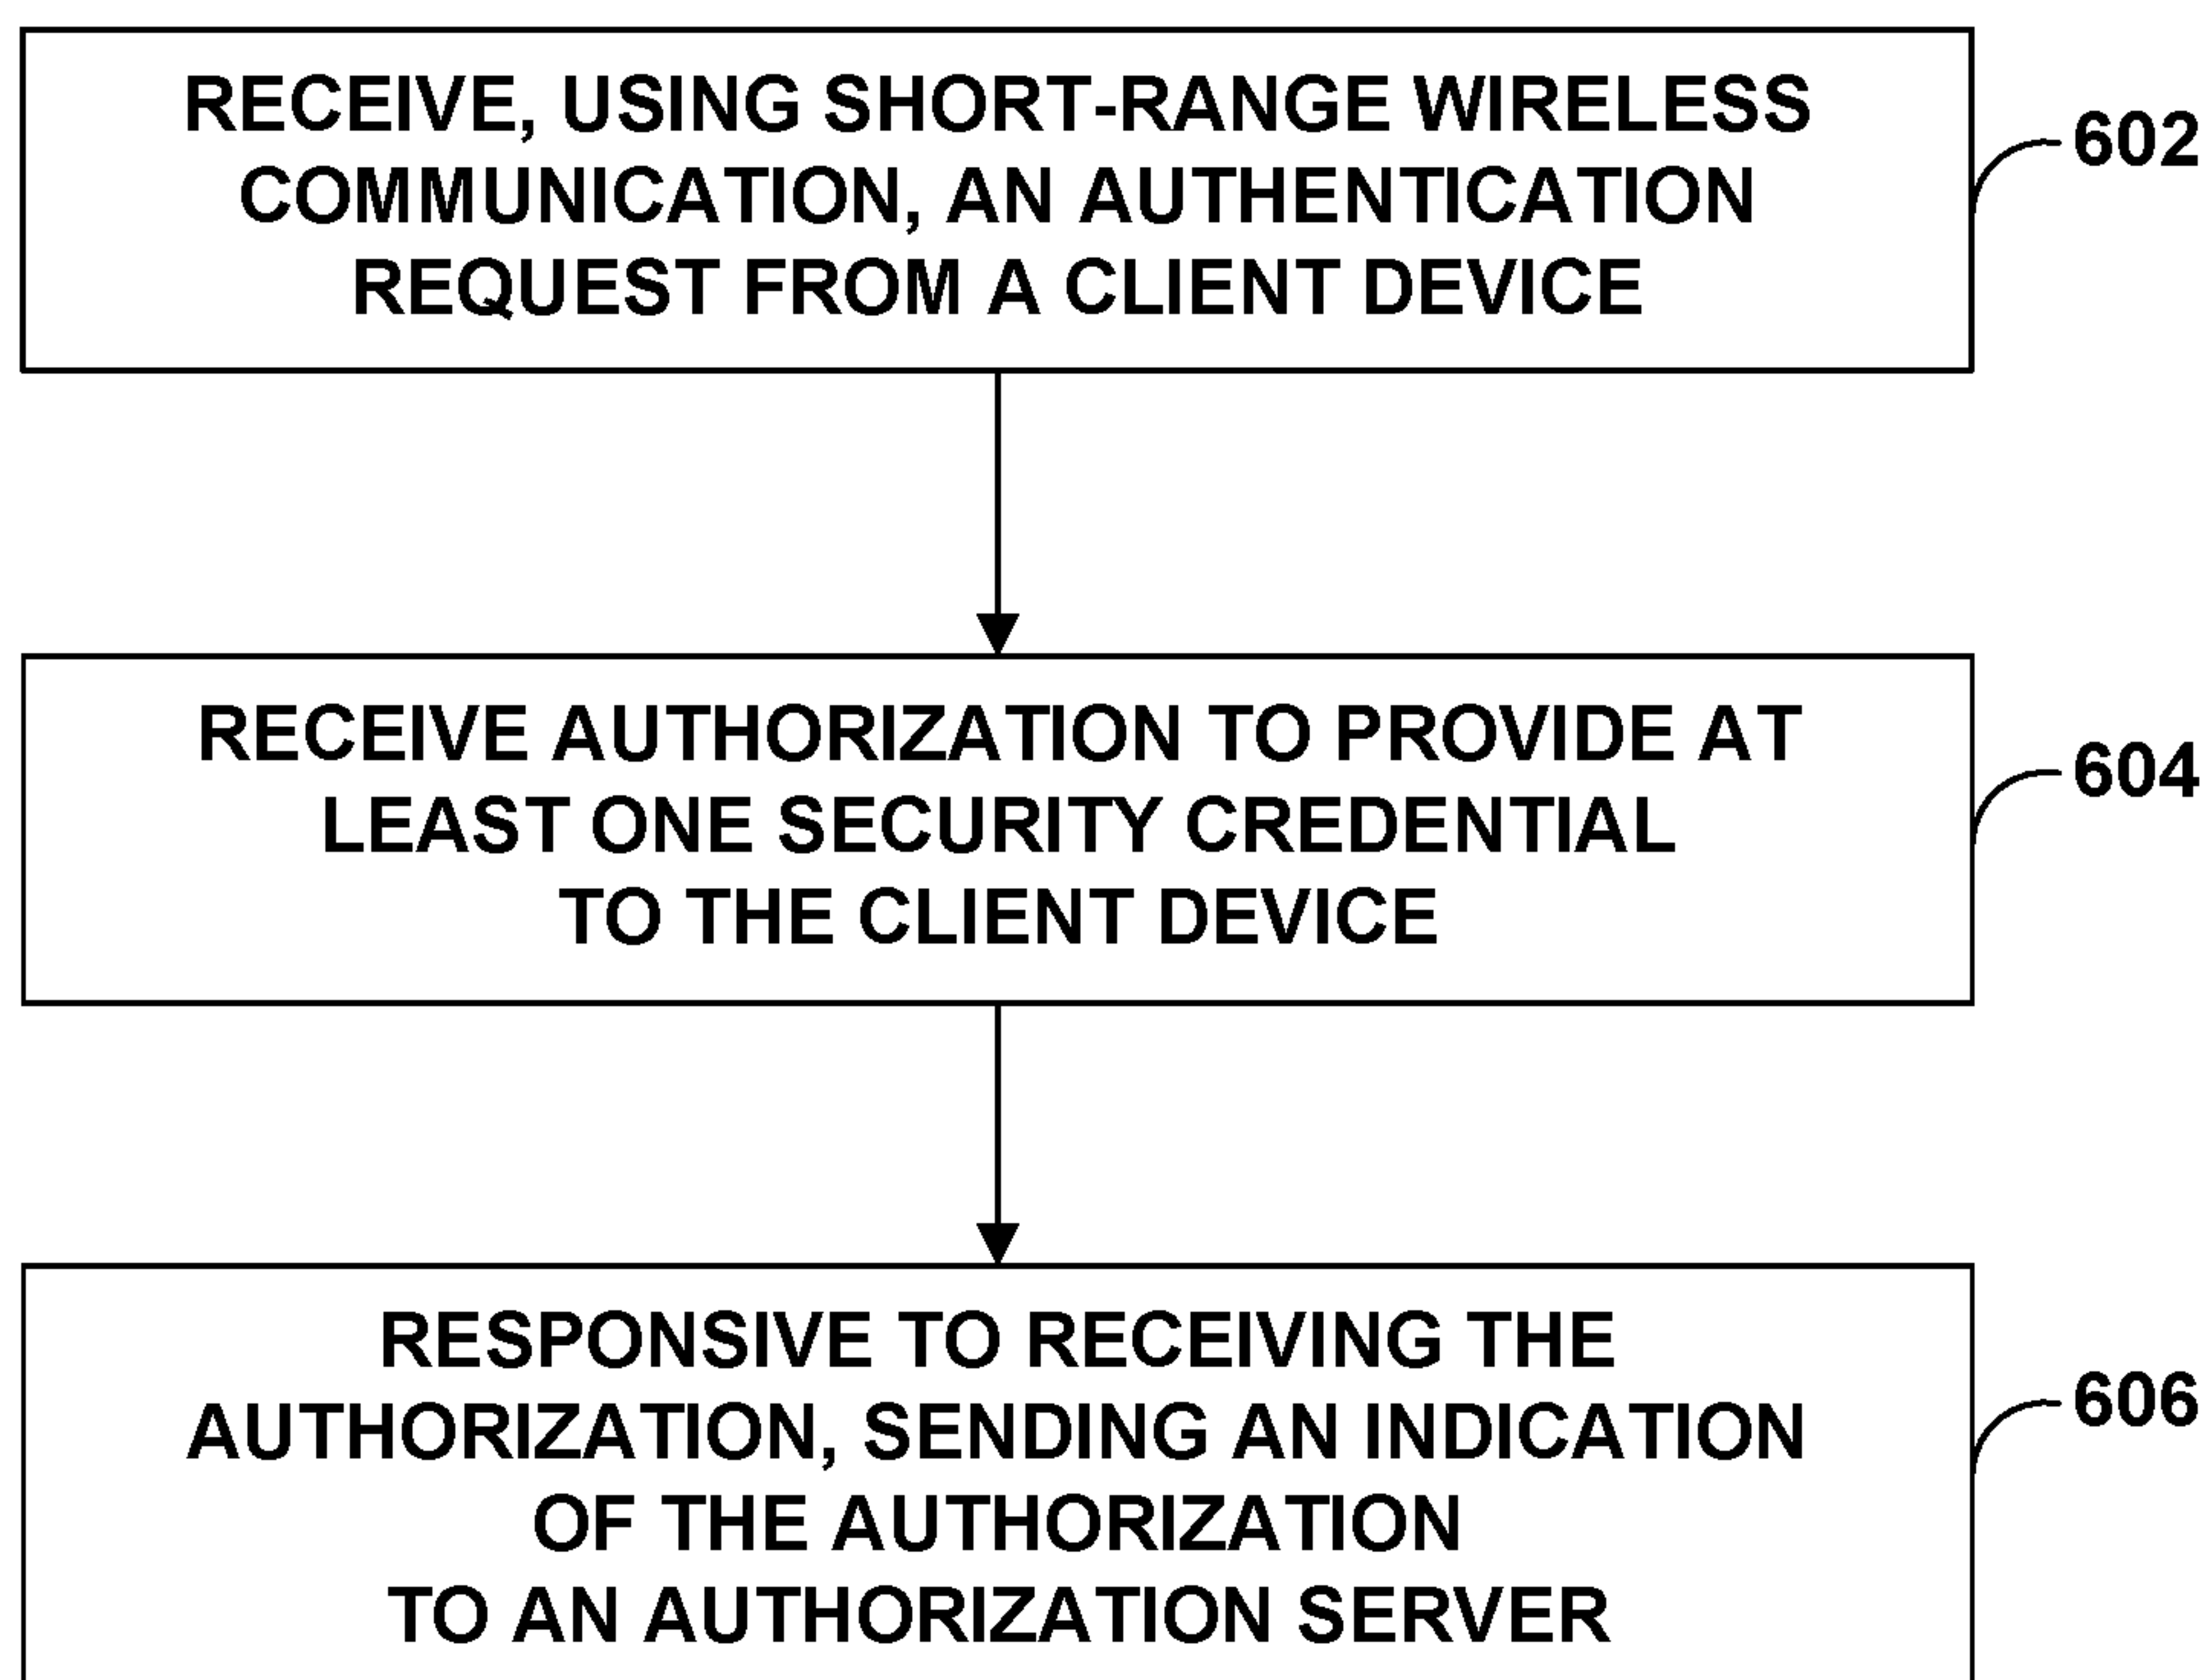 RECEIVE, USING SHORT-RANGE WIRELESS
COMMUNICATION, AN AUTHENTICATION
REQUEST FROM A CLIENT DEVICE
602
RECEIVE AUTHORIZATION TO PROVIDE AT
LEAST ONE SECURITY CREDENTIAL
TO THE CLIENT DEVICE
604
RESPONSIVE TO RECEIVING THE
AUTHORIZATION, SENDING AN INDICATION
OF THE AUTHORIZATION
TO AN AUTHORIZATION SERVER
606